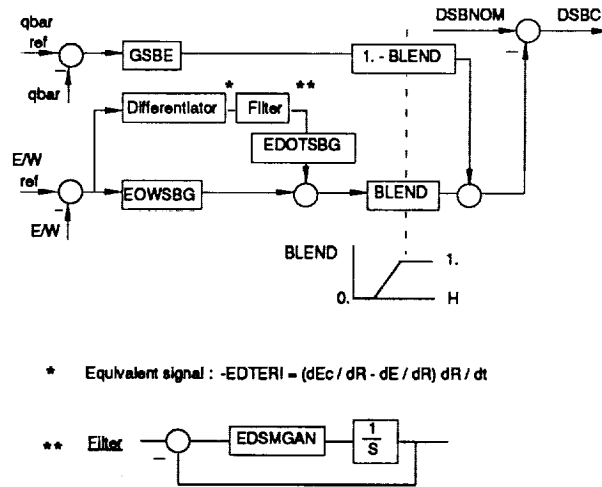 DSBNOM
DSBC
qbar
ref
GSBE
1. - BLEND
qbar
*
**
Differentiator
Filter
EDOTSBG
E/W
ref
EOWSBG
BLEND
E/W
BLEND
1.
0.
H
* Equivalent signal : -EDTERI = (dEc / dR - dE / dR) dR / dt
** Filter
EDSMGAN
1
S